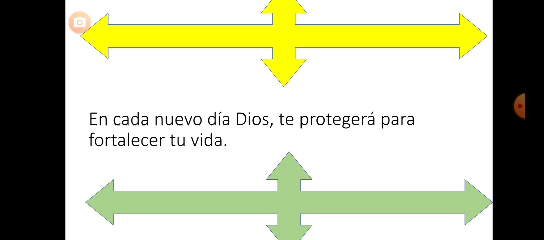 En cada nuevo día Dios, te protegerá para
fortalecer tu vida.